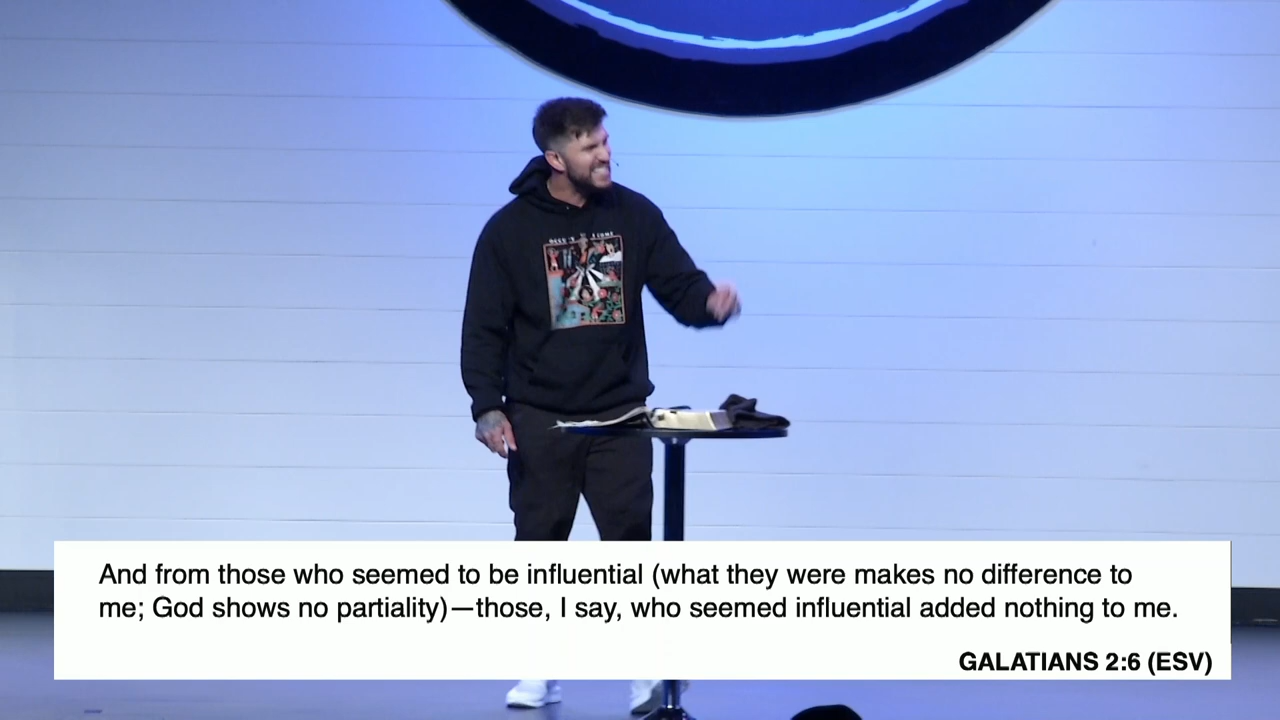 And from those who seemed to be influential (what they were makes no difference to
me; God shows no partiality)—those, I say, who seemed influential added nothing to me.
GALATIANS 2:6 (ESV)